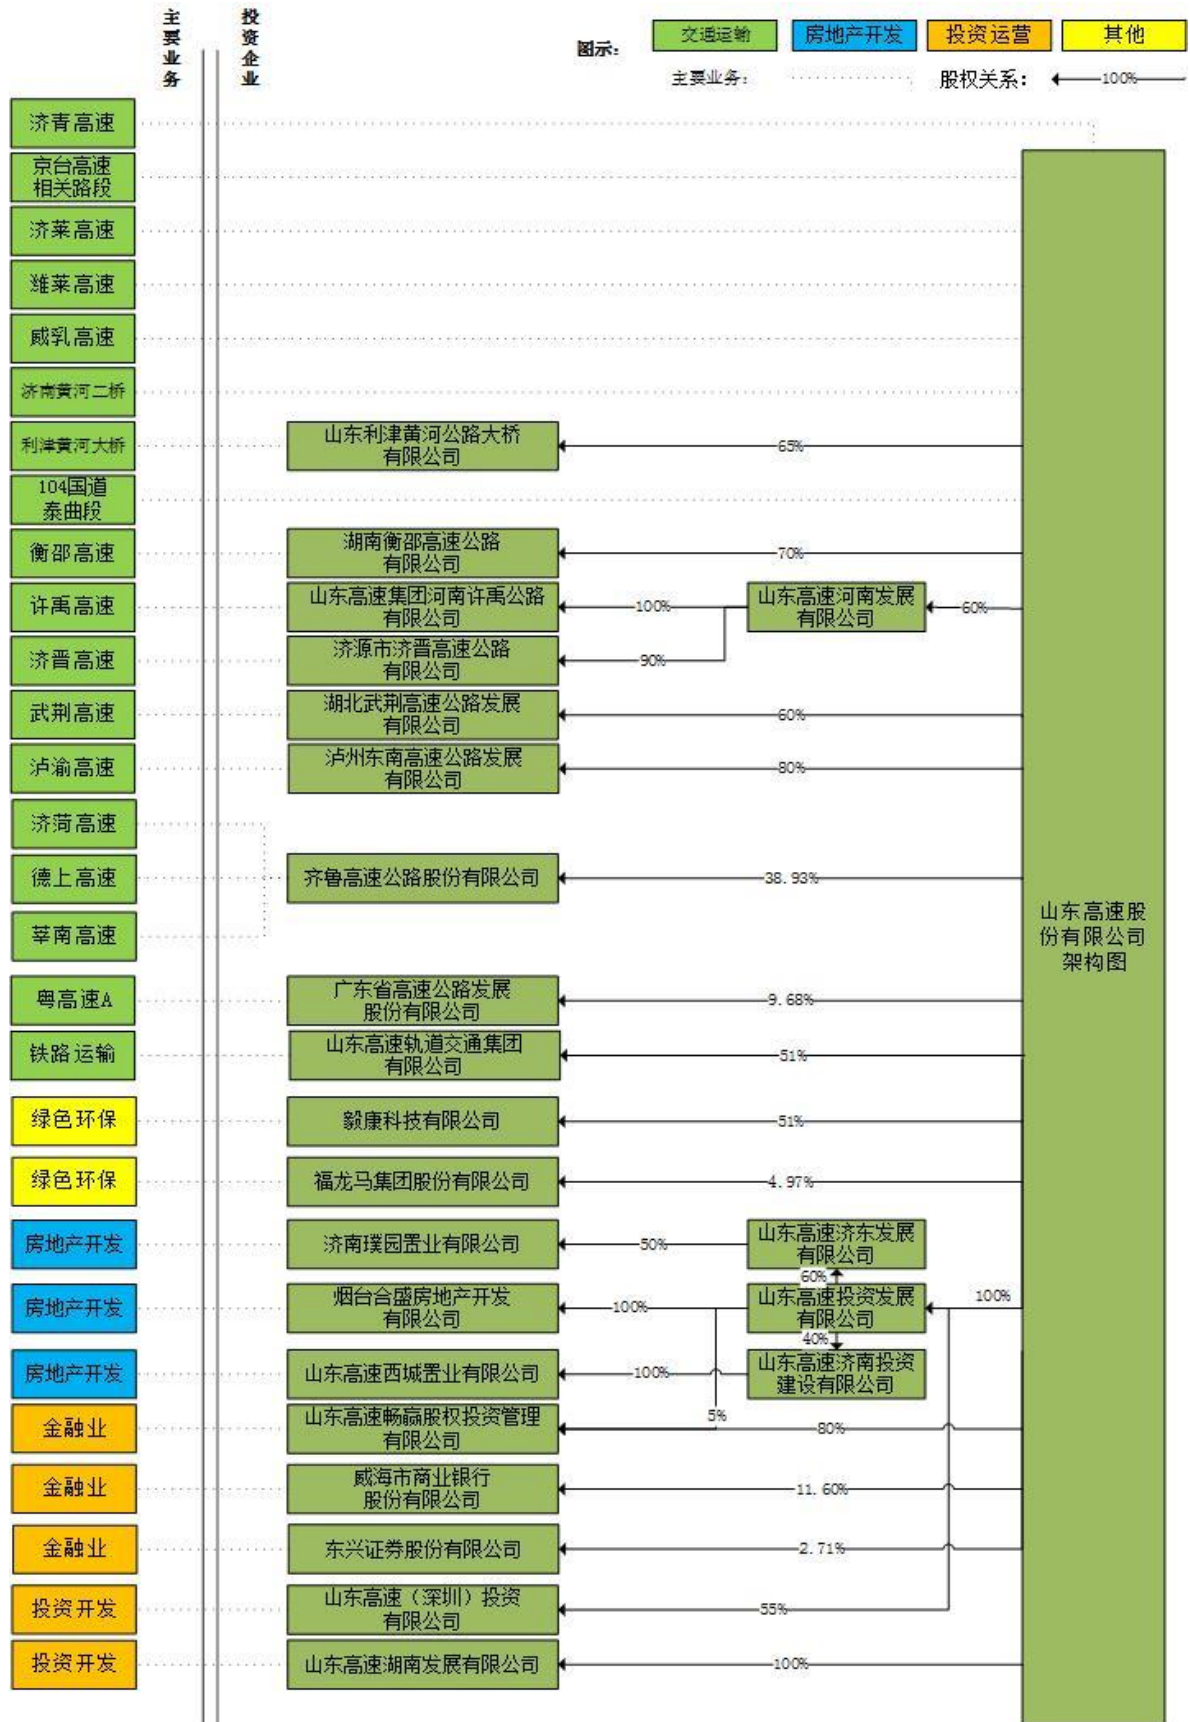 主要业务
投资企业
图示：
交通运输
房地产开发
投资运营
其他
主要业务：
股权关系：
100%
济青高速
京台高速
相关路段
济莱高速
潍莱高速
威乳高速
济南黄河二桥
利津黄河大桥
山东利津黄河公路大桥
有限公司
65%
104国道
泰曲段
衡邵高速
湖南衡邵高速公路
有限公司
70%
许禹高速
山东高速集团河南许禹公路
有限公司
100%
山东高速河南发展
有限公司
60%
济晋高速
济源市济晋高速公路
有限公司
90%
武荆高速
湖北武荆高速公路发展
有限公司
60%
泸渝高速
泸州东南高速公路发展
有限公司
80%
济菏高速
德上高速
齐鲁高速公路股份有限公司
38.93%
莘南高速
山东高速股
份有限公司
架构图
粤高速A
广东省高速公路发展
股份有限公司
9.68%
铁路运输
山东高速轨道交通集团
有限公司
51%
绿色环保
毅康科技有限公司
51%
绿色环保
福龙马集团股份有限公司
4.97%
房地产开发
济南璞园置业有限公司
50%
山东高速济东发展
有限公司
60%
房地产开发
烟台合盛房地产开发
有限公司
100%
山东高速投资发展
有限公司
100%
40%
房地产开发
山东高速西城置业有限公司
100%
山东高速济南投资
建设有限公司
金融业
山东高速畅赢股权投资管理
有限公司
5%
80%
金融业
威海市商业银行
股份有限公司
11.60%
金融业
东兴证券股份有限公司
2.71%
投资开发
山东高速（深圳）投资
有限公司
55%
投资开发
山东高速湖南发展有限公司
100%